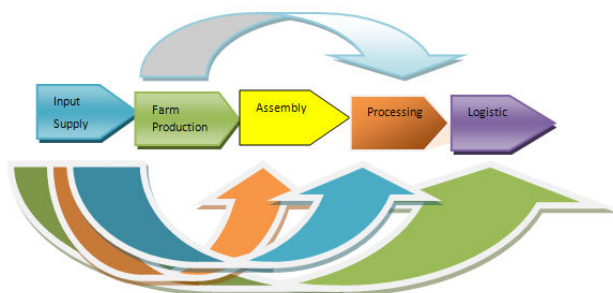 Input
Supply
Farm
Production
Assembly
Processing
Logistic